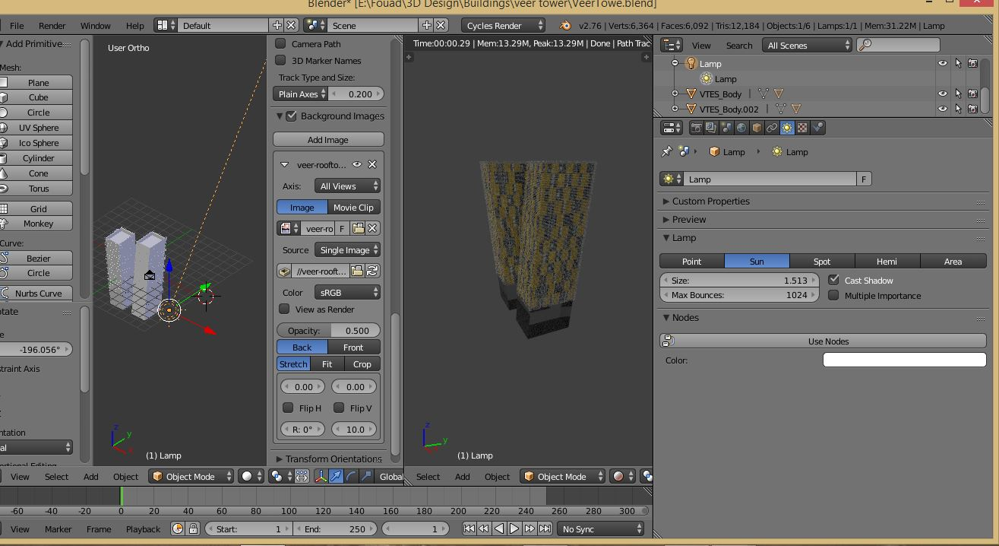 Blender* [E:\Fouad\3D Design\Buildings\veer tower\VeerTowe.blend]
File Render Window Help Default Scene Cycles Render v2.76 | Verts:6,364 | Faces:6,092 | Tris:12,184 | Objects:1/6 | Lamps:1/1 | Mem:31.22M | Lamp
Add Primitive
Mesh:
Plane
Cube
Circle
UV Sphere
Ico Sphere
Cylinder
Cone
Torus
Grid
Monkey
Curve:
Bezier
Circle
Nurbs Curve
otate
-196.056°
straint Axis
ntation
al
User Ortho
z
y
x
(1) Lamp
Camera Path
3D Marker Names
Track Type and Size:
Plain Axes 0.200
Background Images
Add Image
veer-roofto...
Axis: All Views
Image Movie Clip
veer-ro F
Source Single Image
//veer-rooft...
Color sRGB
View as Render
Opacity: 0.500
Back Front
Stretch Fit Crop
0.00 0.00
Flip H Flip V
R: 0° 10.0
Transform Orientations
Time:00:00.29 | Mem:13.29M, Peak:13.29M | Done | Path Trac
z
y
(1) Lamp
View Search All Scenes
Lamp
Lamp
VTES_Body
VTES_Body.002
Lamp Lamp
Lamp F
Custom Properties
Preview
Lamp
Point Sun Spot Hemi Area
Size: 1.513 Cast Shadow
Max Bounces: 1024 Multiple Importance
Nodes
Use Nodes
Color:
View Select Add Object Object Mode Global
Select Add Object Object Mode
-60 -40 -20 0 20 40 60 80 100 120 140 160 180 200 220 240 260 280 300
View Marker Frame Playback Start: 1 End: 250 1 No Sync